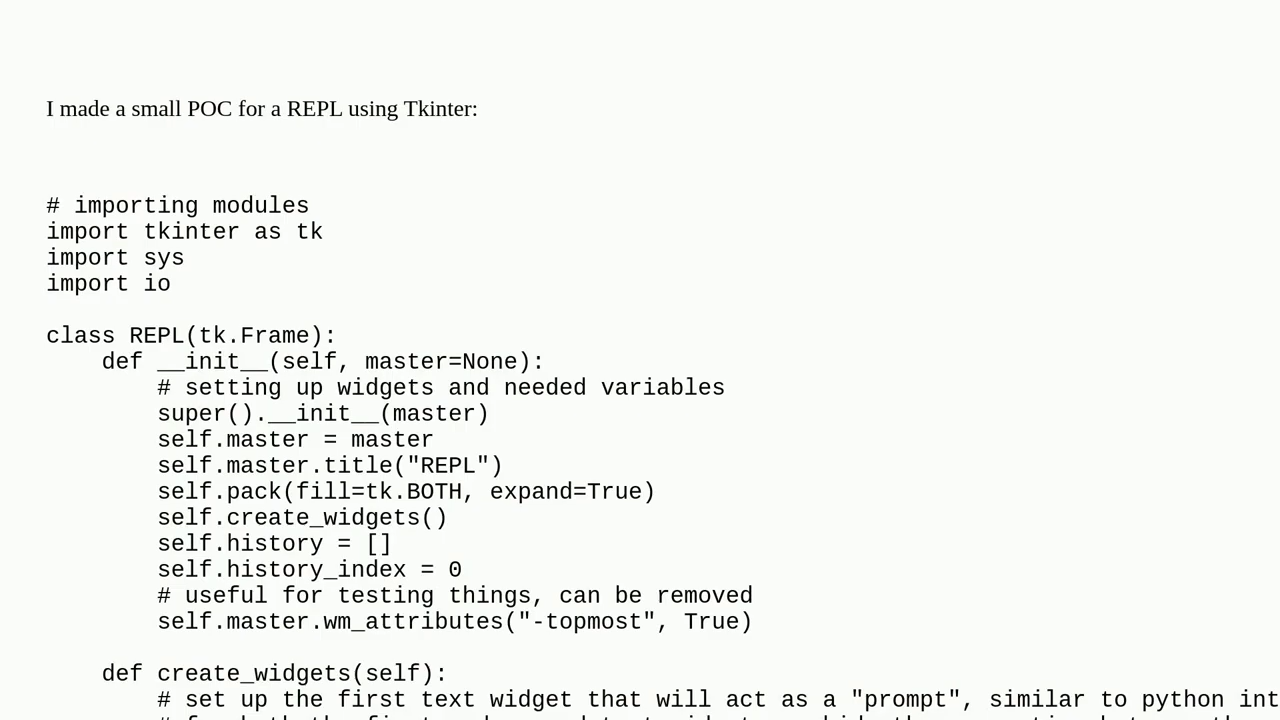 I made a small POC for a REPL using Tkinter:
# importing modules
import tkinter as tk
import sys
import io
class REPL(tk.Frame):
    def __init__(self, master=None):
        # setting up widgets and needed variables
        super().__init__(master)
        self.master = master
        self.master.title("REPL")
        self.pack(fill=tk.BOTH, expand=True)
        self.create_widgets()
        self.history = []
        self.history_index = 0
        # useful for testing things, can be removed
        self.master.wm_attributes("-topmost", True)
    def create_widgets(self):
        # set up the first text widget that will act as a "prompt", similar to python int